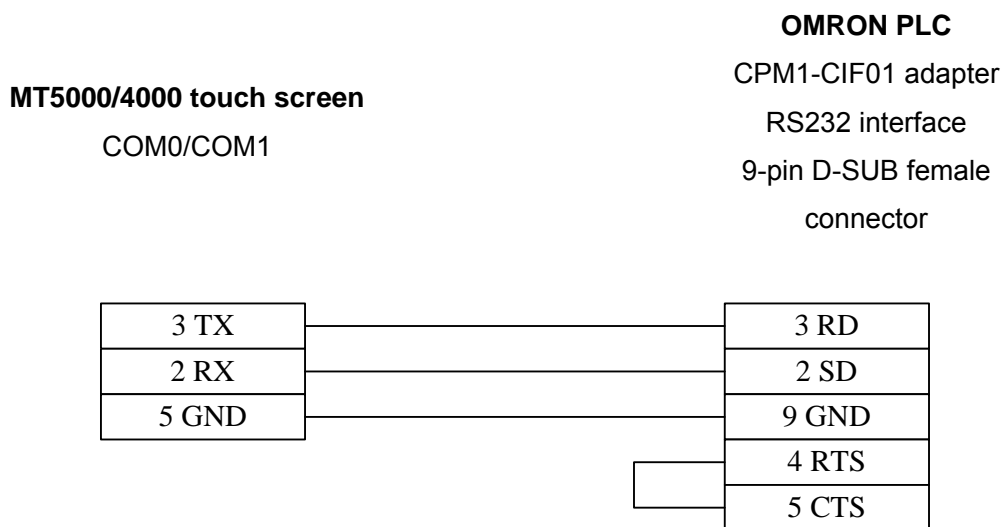 OMRON PLC
CPM1-CIF01 adapter
RS232 interface
9-pin D-SUB female
connector
MT5000/4000 touch screen
COM0/COM1
3 TX
3 RD
2 RX
2 SD
5 GND
9 GND
4 RTS
5 CTS